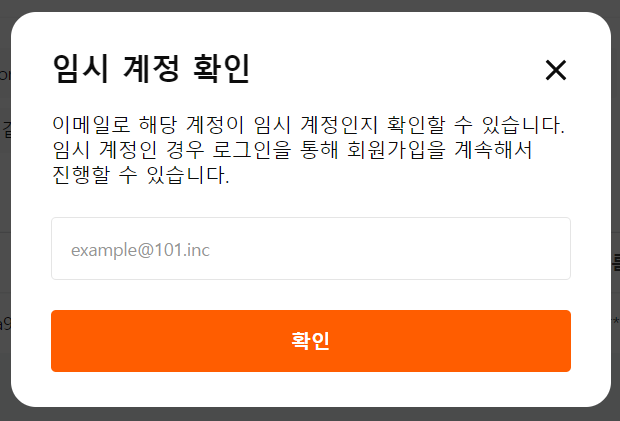 임시 계정 확인
이메일로 해당 계정이 임시 계정인지 확인할 수 있습니다.
임시 계정인 경우 로그인을 통해 회원가입을 계속해서
진행할 수 있습니다.
example@101.inc
확인